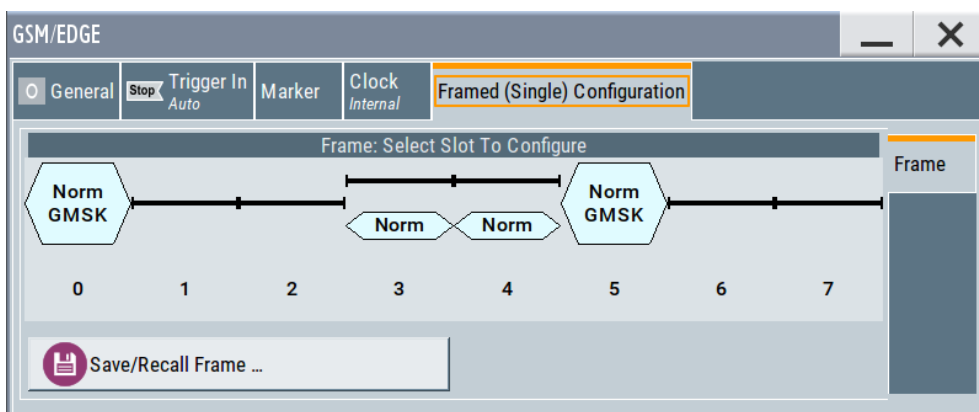 GSM/EDGE
O General
Stop Trigger In
Auto
Marker
Clock
Internal
Framed (Single) Configuration
Frame: Select Slot To Configure
Frame
Norm
GMSK
Norm
Norm
Norm
GMSK
0 1 2 3 4 5 6 7
Save/Recall Frame ...